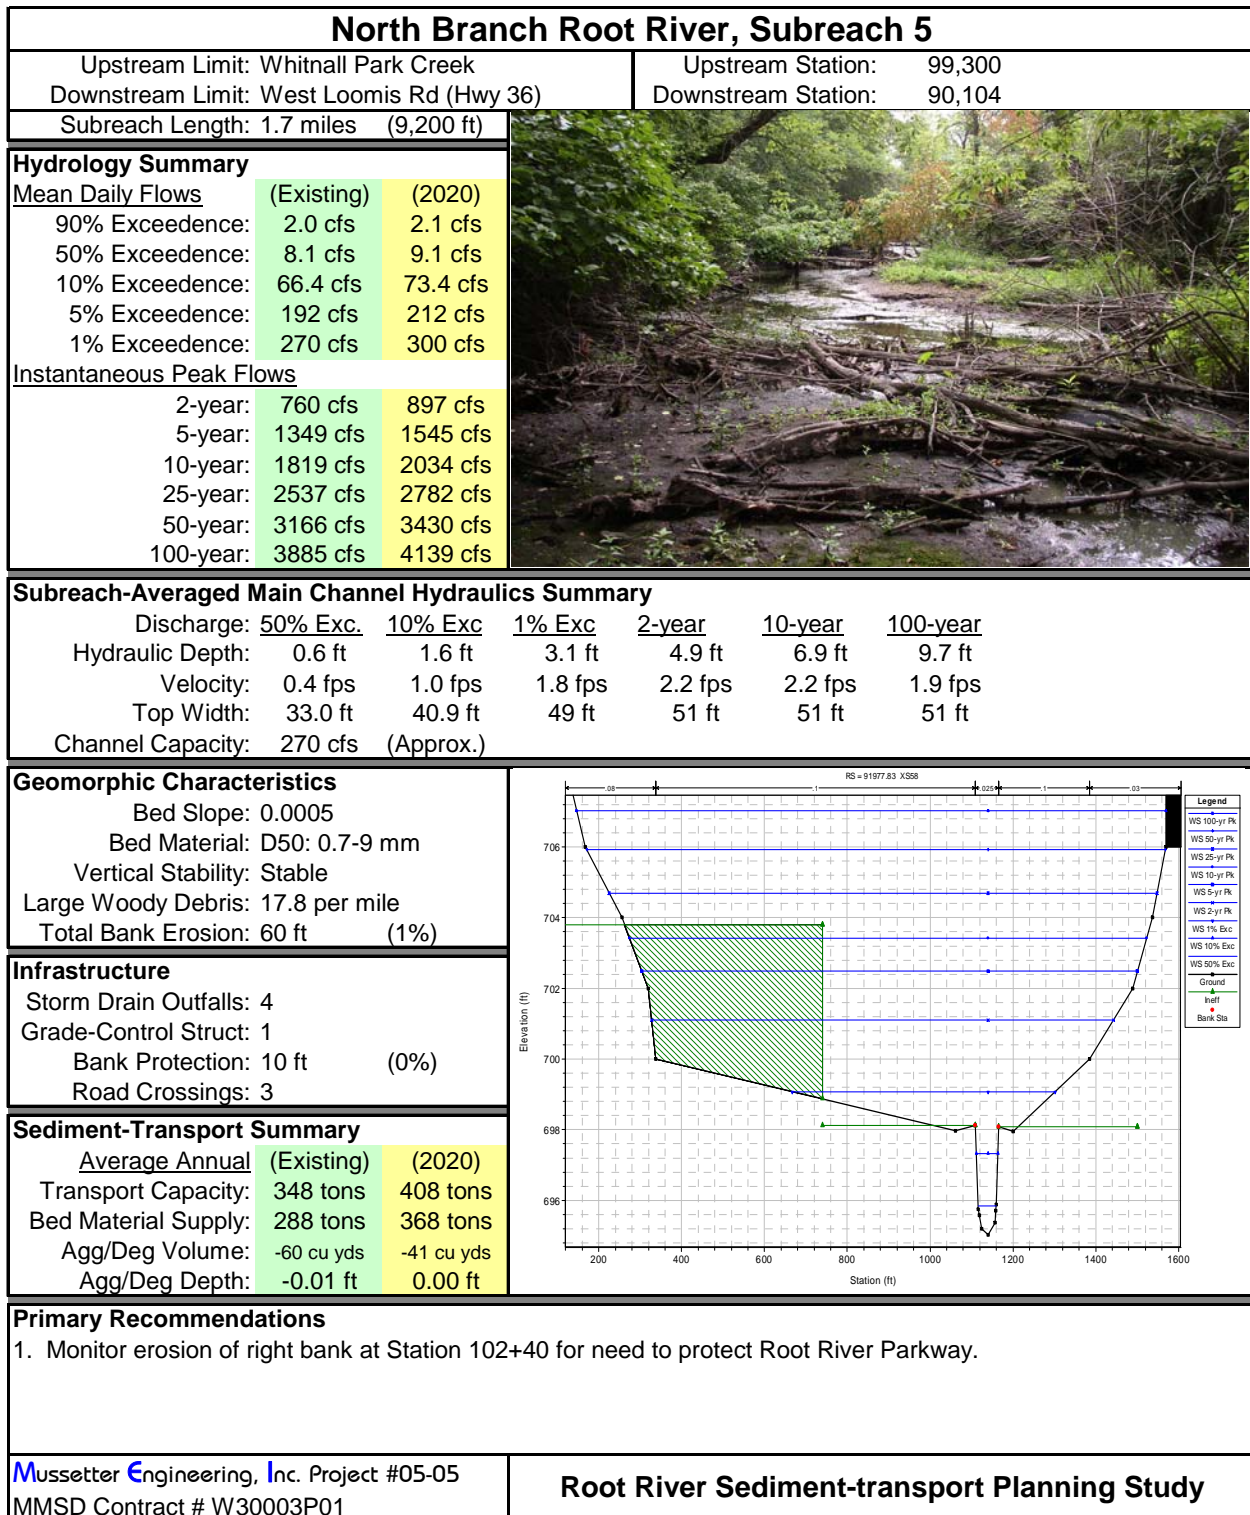 North Branch Root River, Subreach 5
Upstream Limit: Whitnall Park Creek
Upstream Station: 99,300
Downstream Limit: West Loomis Rd (Hwy 36)
Downstream Station: 90,104
Subreach Length: 1.7 miles (9,200 ft)
Hydrology Summary
Mean Daily Flows (Existing) (2020)
90% Exceedence: 2.0 cfs 2.1 cfs
50% Exceedence: 8.1 cfs 9.1 cfs
10% Exceedence: 66.4 cfs 73.4 cfs
5% Exceedence: 192 cfs 212 cfs
1% Exceedence: 270 cfs 300 cfs
Instantaneous Peak Flows
2-year: 760 cfs 897 cfs
5-year: 1349 cfs 1545 cfs
10-year: 1819 cfs 2034 cfs
25-year: 2537 cfs 2782 cfs
50-year: 3166 cfs 3430 cfs
100-year: 3885 cfs 4139 cfs
Subreach-Averaged Main Channel Hydraulics Summary
Discharge: 50% Exc. 10% Exc 1% Exc 2-year 10-year 100-year
Hydraulic Depth: 0.6 ft 1.6 ft 3.1 ft 4.9 ft 6.9 ft 9.7 ft
Velocity: 0.4 fps 1.0 fps 1.8 fps 2.2 fps 2.2 fps 1.9 fps
Top Width: 33.0 ft 40.9 ft 49 ft 51 ft 51 ft 51 ft
Channel Capacity: 270 cfs (Approx.)
Geomorphic Characteristics
Bed Slope: 0.0005
Bed Material: D50: 0.7-9 mm
Vertical Stability: Stable
Large Woody Debris: 17.8 per mile
Total Bank Erosion: 60 ft (1%)
Infrastructure
Storm Drain Outfalls: 4
Grade-Control Struct: 1
Bank Protection: 10 ft (0%)
Road Crossings: 3
Sediment-Transport Summary
Average Annual (Existing) (2020)
Transport Capacity: 348 tons 408 tons
Bed Material Supply: 288 tons 368 tons
Agg/Deg Volume: -60 cu yds -41 cu yds
Agg/Deg Depth: -0.01 ft 0.00 ft
RS = 91977.83 XS58
.08 .1 .025 .1 .03
706
704
702
700
698
696
Elevation (ft)
200 400 600 800 1000 1200 1400 1600
Station (ft)
Legend
WS 100-yr Pk
WS 50-yr Pk
WS 25-yr Pk
WS 10-yr Pk
WS 5-yr Pk
WS 2-yr Pk
WS 1% Exc
WS 10% Exc
WS 50% Exc
Ground
Ineff
Bank Sta
Primary Recommendations
1. Monitor erosion of right bank at Station 102+40 for need to protect Root River Parkway.
Mussetter Engineering, Inc. Project #05-05
MMSD Contract # W30003P01
Root River Sediment-transport Planning Study